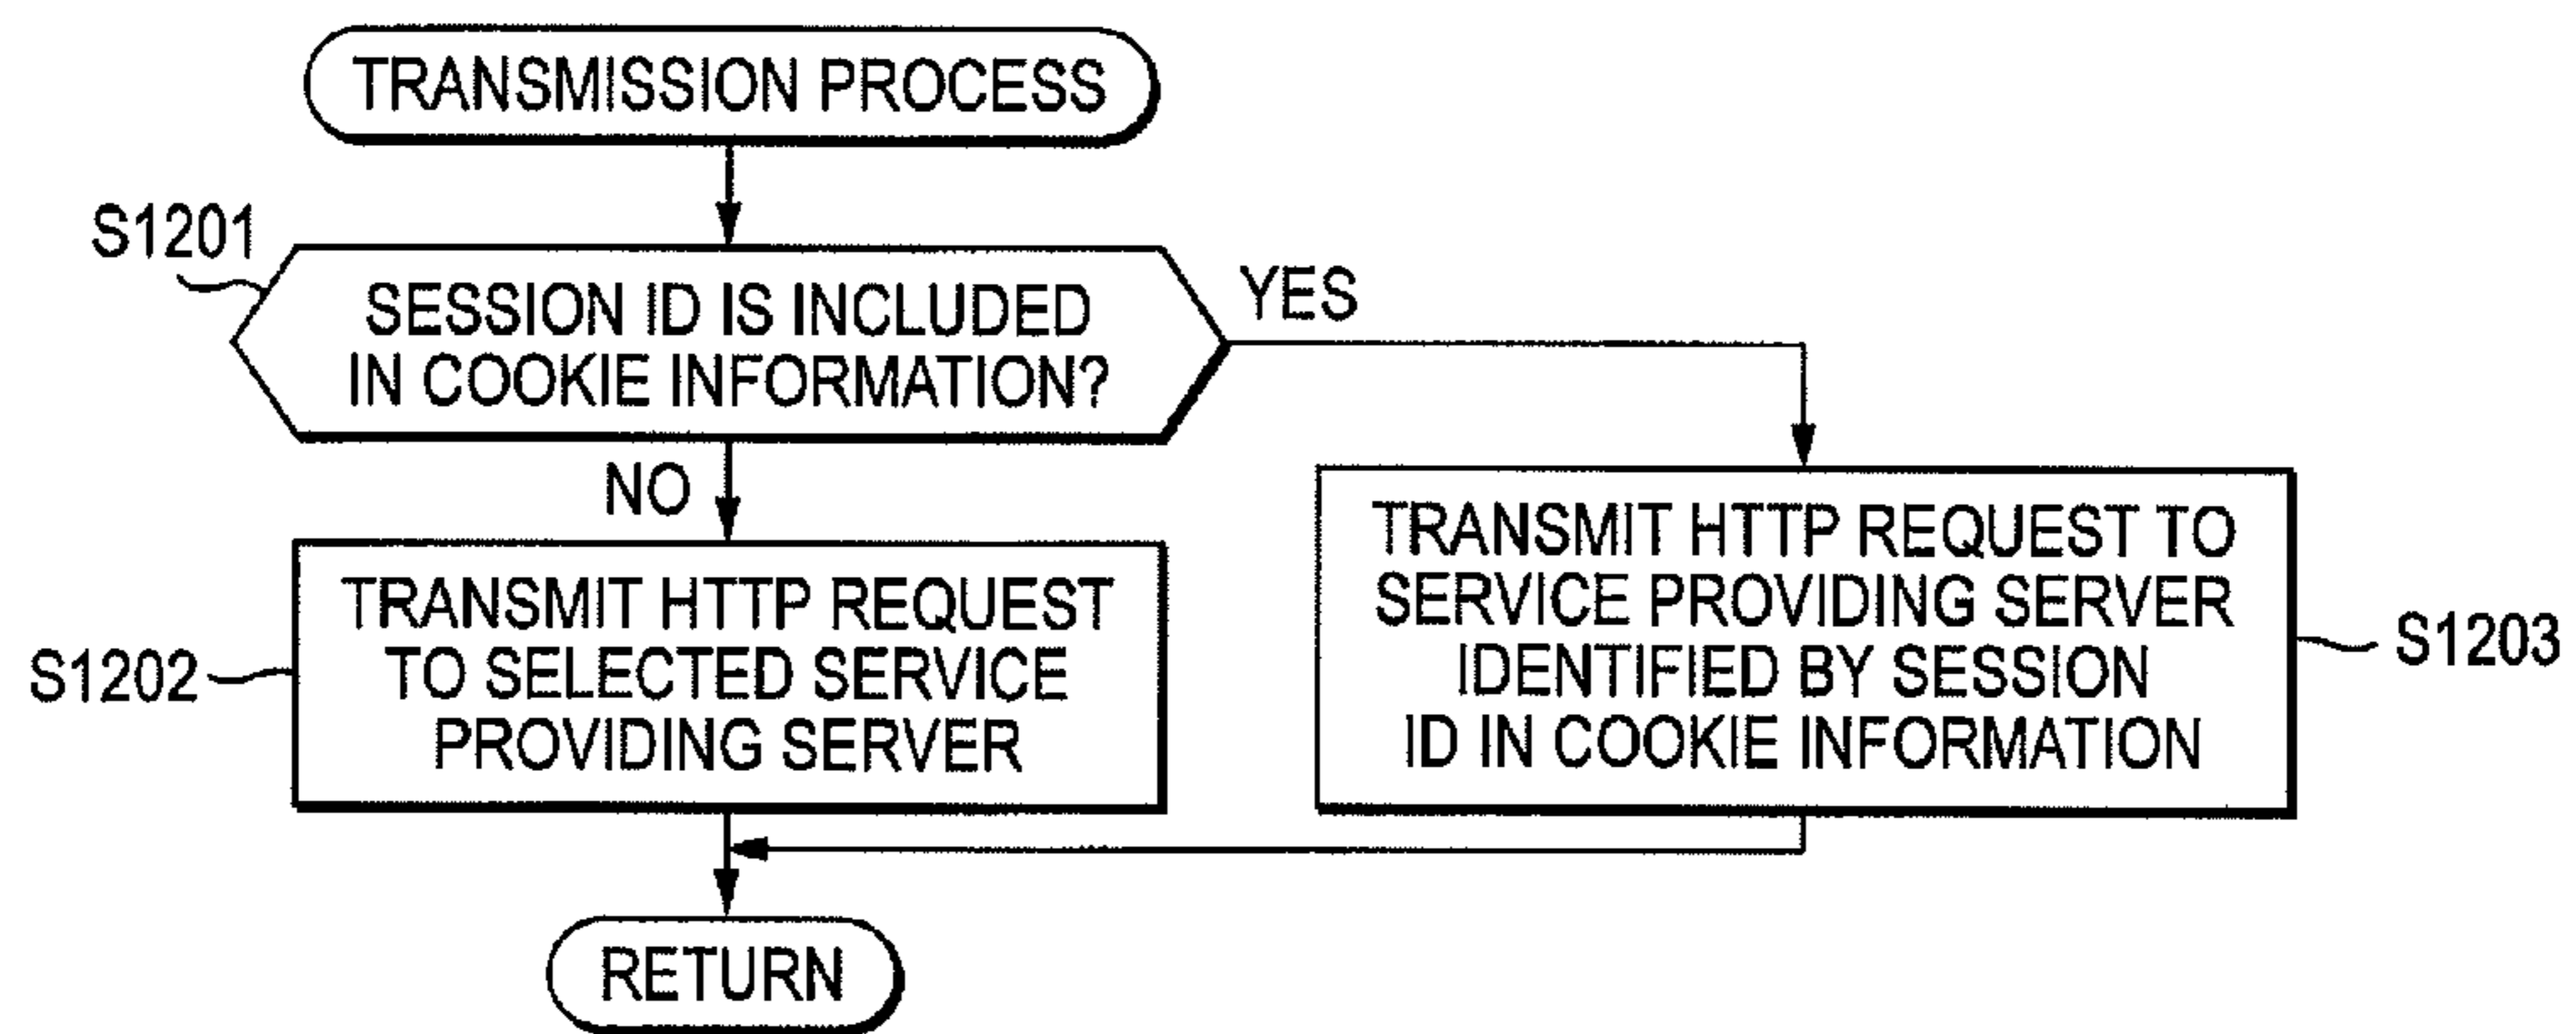 TRANSMISSION PROCESS
S1201
SESSION ID IS INCLUDED
IN COOKIE INFORMATION?
YES
NO
S1202
TRANSMIT HTTP REQUEST
TO SELECTED SERVICE
PROVIDING SERVER
TRANSMIT HTTP REQUEST TO
SERVICE PROVIDING SERVER
IDENTIFIED BY SESSION
ID IN COOKIE INFORMATION
S1203
RETURN